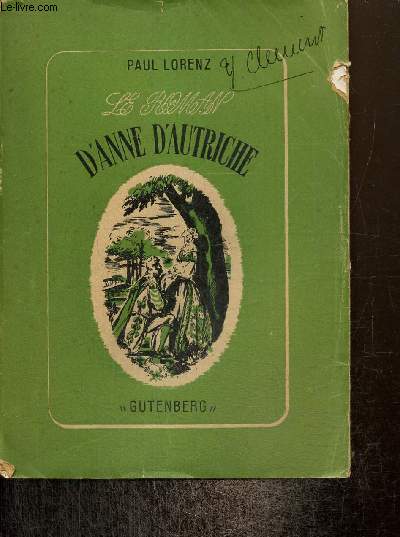 Le-livre.com
PAUL LORENZ
LE ROMAN
D'ANNE D'AUTRICHE
"GUTENBERG"